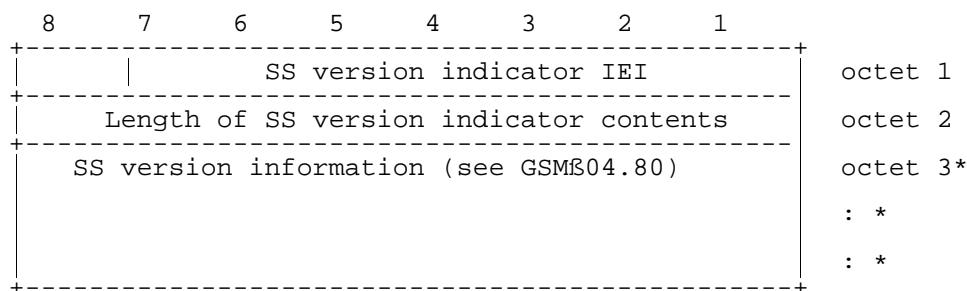 8 7 6 5 4 3 2 1
SS version indicator IEI octet 1
Length of SS version indicator contents octet 2
SS version information (see GSMß04.80) octet 3*
: *
: *